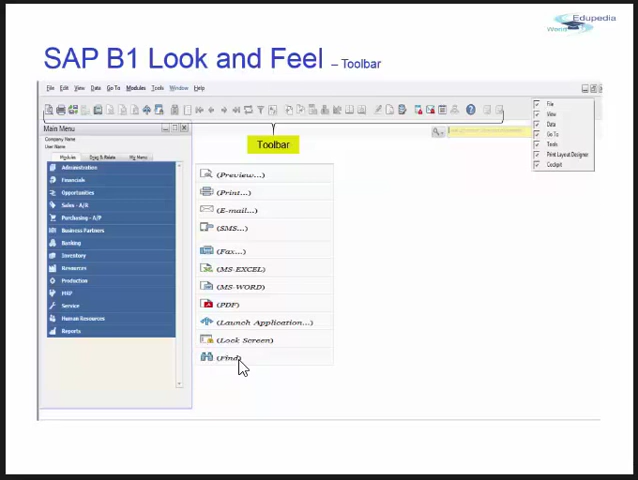 Edupedia
World
SAP B1 Look and Feel – Toolbar
File Edit View Data Go To Modules Tools Window Help
Toolbar
File
View
Data
Go To
Tools
Print Layout Designer
Cockpit
Main Menu
Company Name
User Name
Modules Drag & Relate My Menu
Administration
Financials
Opportunities
Sales - A/R
Purchasing - A/P
Business Partners
Banking
Inventory
Resources
Production
MRP
Service
Human Resources
Reports
(Preview...)
(Print...)
(E-mail...)
(SMS...)
(Fax...)
(MS-EXCEL)
(MS-WORD)
(PDF)
(Launch Application...)
(Lock Screen)
(Find)